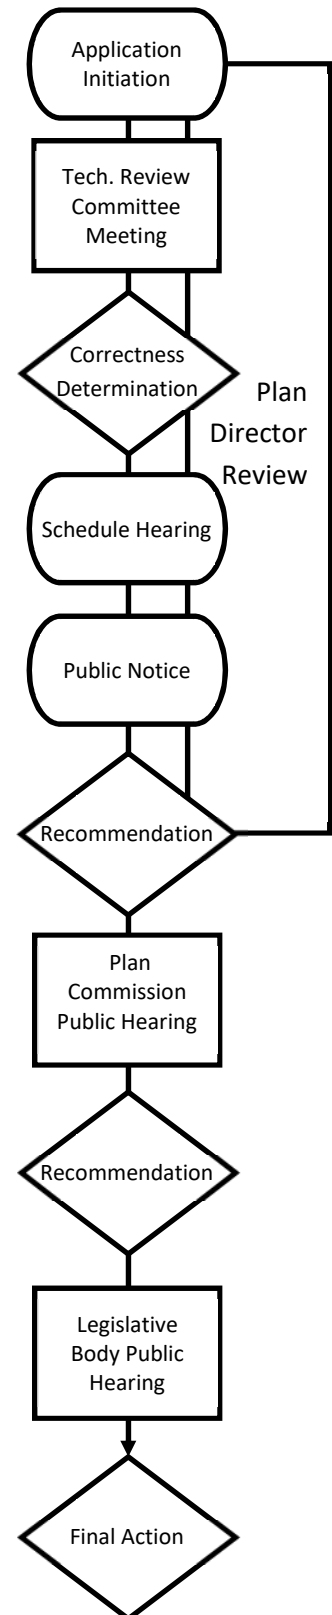 Application
Initiation
Tech. Review
Committee
Meeting
Correctness
Determination
Plan
Director
Review
Schedule Hearing
Public Notice
Recommendation
Plan
Commission
Public Hearing
Recommendation
Legislative
Body Public
Hearing
Final Action